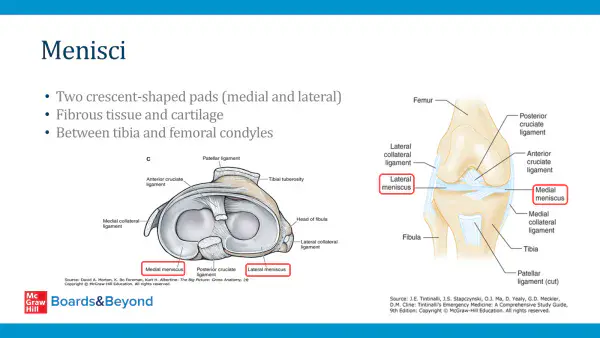 Menisci
• Two crescent-shaped pads (medial and lateral)
• Fibrous tissue and cartilage
• Between tibia and femoral condyles
C
Patellar ligament
Anterior cruciate
ligament
Tibial tuberosity
Medial collateral
ligament
Head of fibula
Lateral collateral
ligament
Medial meniscus
Posterior cruciate
ligament
Lateral meniscus
Source: David A. Morton, K. Bo Foreman, Kurt H. Albertine: The Big Picture: Gross Anatomy, 2e
Copyright © McGraw-Hill Education. All rights reserved.
Femur
Posterior
cruciate
ligament
Lateral
collateral
ligament
Anterior
cruciate
ligament
Lateral
meniscus
Medial
meniscus
Medial
collateral
ligament
Fibula
Tibia
Patellar
ligament (cut)
Source: J.E. Tintinalli, J.S. Stapczynski, O.J. Ma, D. Yealy, G.D. Meckler,
D.M. Cline: Tintinalli's Emergency Medicine: A Comprehensive Study Guide,
9th Edition: Copyright © McGraw-Hill Education. All rights reserved.
Mc
Graw
Hill
Boards&Beyond